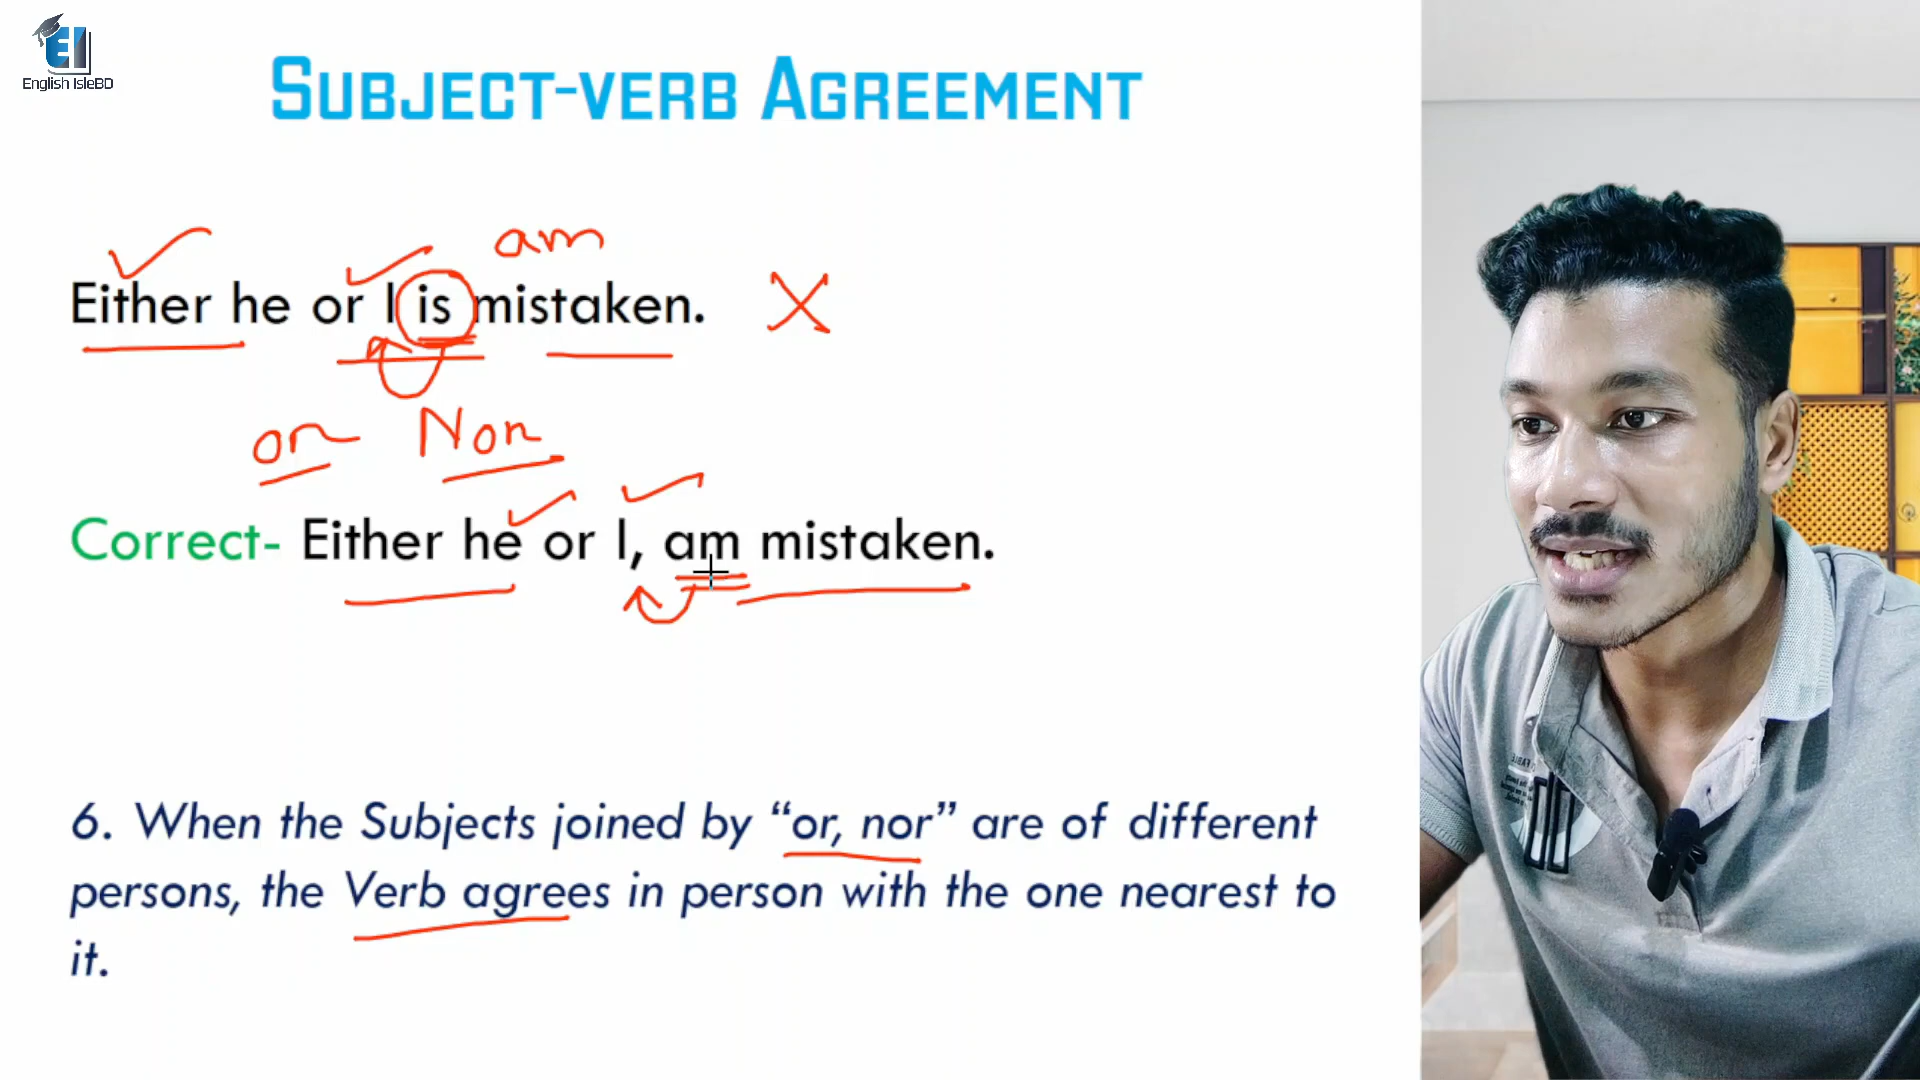 EI
English IsleBD
SUBJECT-VERB AGREEMENT
am
Either he or I is mistaken. X
or Nor
Correct- Either he or I, am mistaken.
6. When the Subjects joined by “or, nor” are of different
persons, the Verb agrees in person with the one nearest to
it.